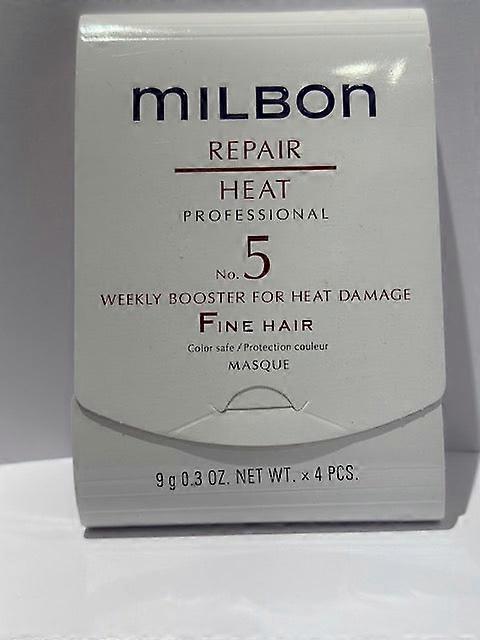 MILBON
REPAIR
HEAT
PROFESSIONAL
No. 5
WEEKLY BOOSTER FOR HEAT DAMAGE
FINE HAIR
Color safe / Protection couleur
MASQUE
9 g 0.3 OZ. NET WT. × 4 PCS.